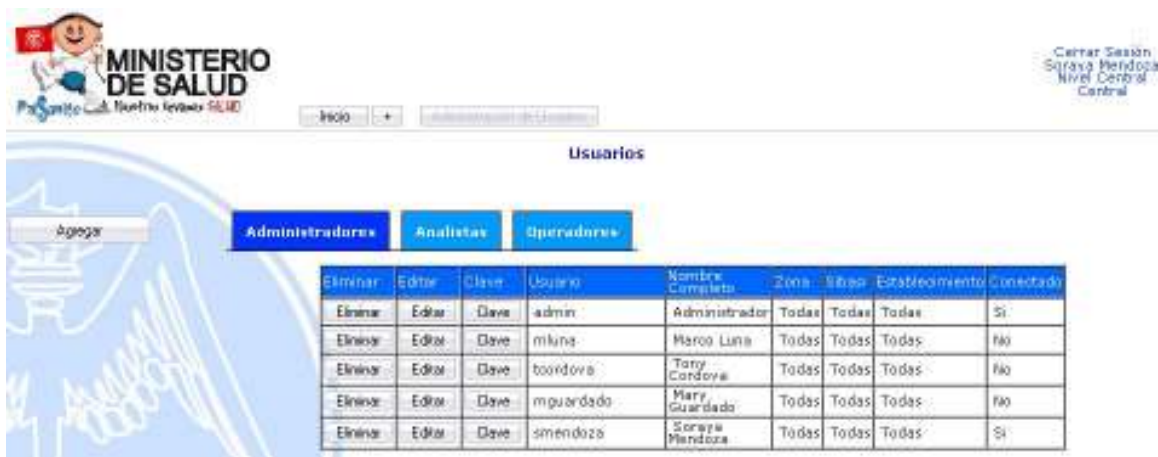 MINISTERIO
DE SALUD
Cerrar Sesión
Soraya Mendoza
Nivel Central
Central
Inicio + Administración de Usuarios
Usuarios
Agregar
Administradores Analistas Operadores
Eliminar Editar Clave Usuario Nombre Completo Zona Sibasi Establecimiento Conectado
Eliminar Editar Clave admin Administrador Todas Todas Todas Si
Eliminar Editar Clave mluna Marco Luna Todas Todas Todas No
Eliminar Editar Clave tcordova Tony Cordova Todas Todas Todas No
Eliminar Editar Clave mguardado Mary Guardado Todas Todas Todas No
Eliminar Editar Clave smendoza Soraya Mendoza Todas Todas Todas Si